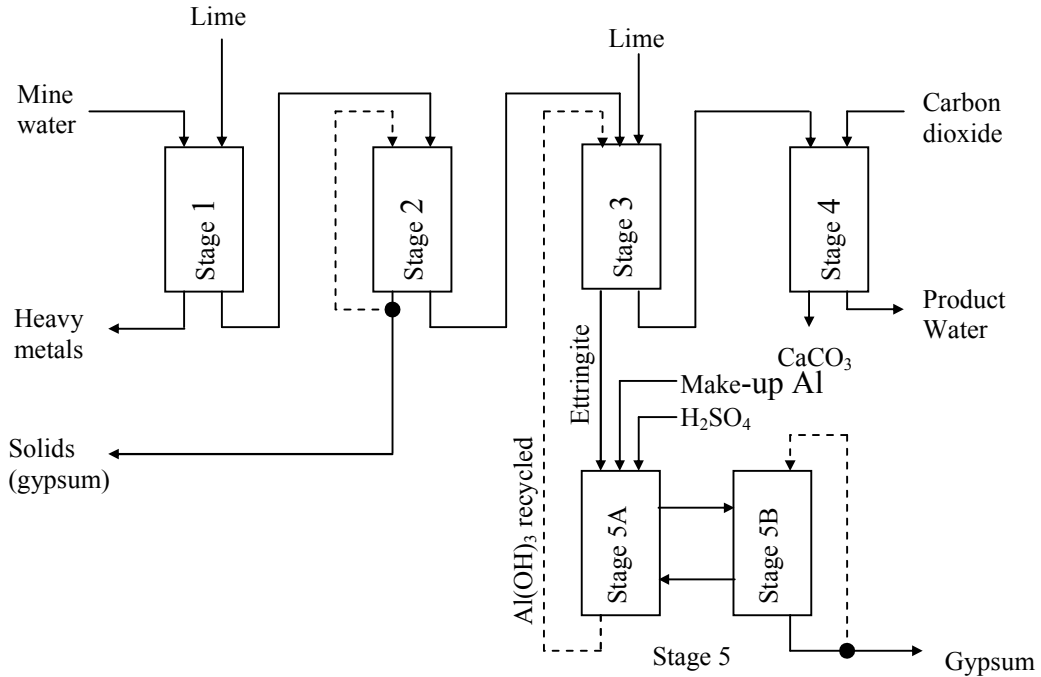 Lime
Lime
Mine
water
Carbon
dioxide
Stage 1
Stage 2
Stage 3
Stage 4
Heavy
metals
Product
Water
CaCO₃
Ettringite
Make-up Al
H₂SO₄
Solids
(gypsum)
Al(OH)₃ recycled
Stage 5A
Stage 5B
Stage 5
Gypsum